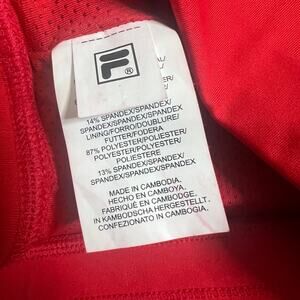 F
®
14% SPANDEX/SPANDEX/
SPANDEX/SPANDEX/SPANDEX
LINING/FORRO/DOUBLURE/
FUTTER/FODERA
87% POLYESTER/POLIESTER/
POLYESTER/POLYESTER/
POLIESTERE
13% SPANDEX/SPANDEX/
SPANDEX/SPANDEX/SPANDEX
MADE IN CAMBODIA.
HECHO EN CAMBOYA.
FABRIQUÉ EN CAMBODGE.
IN KAMBODSCHA HERGESTELLT.
CONFEZIONATO IN CAMBOGIA.